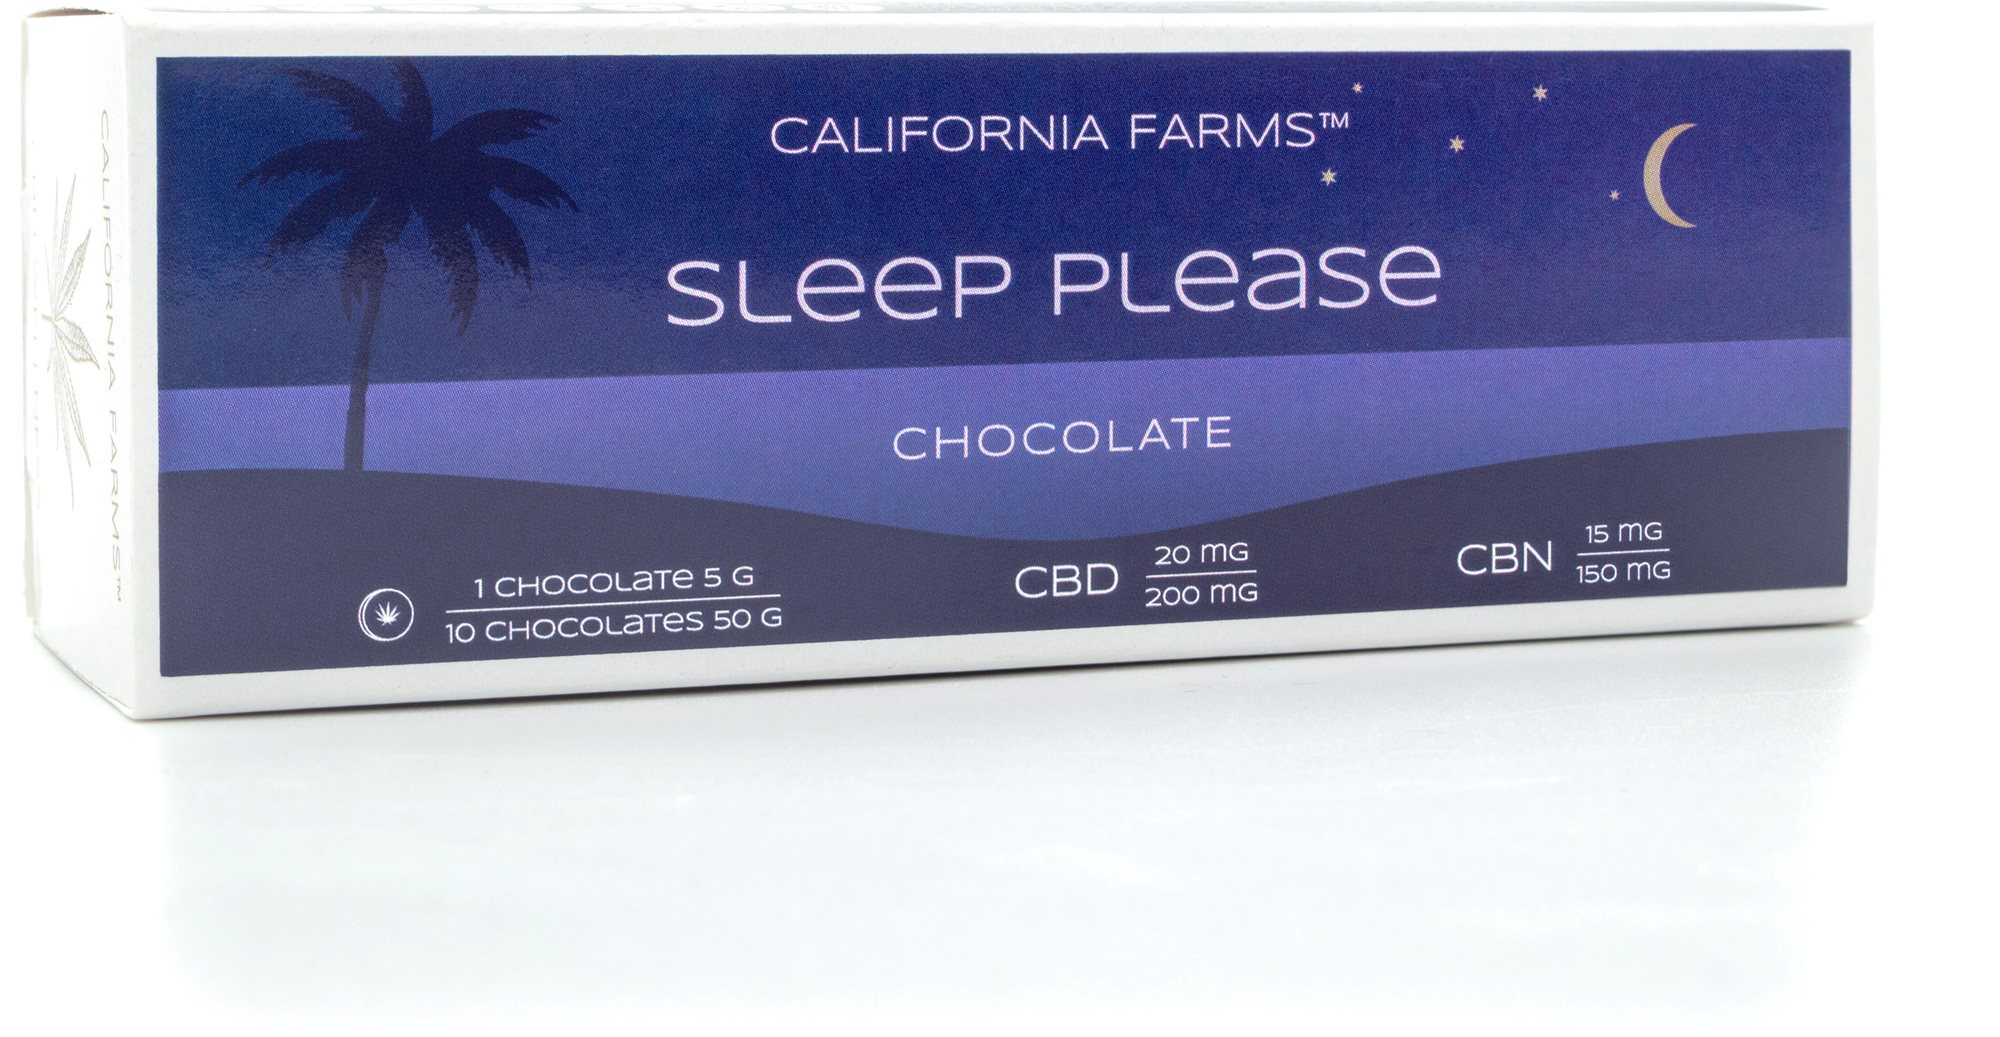 CALIFORNIA FARMS™
SLeeP PLease
CHOCOLATE
1 CHOCOLaTe 5 G
10 CHOCOLaTes 50 G
CBD
20 mG
200 mG
CBN
15 mG
150 mG
CALIFORNIA FARMS™